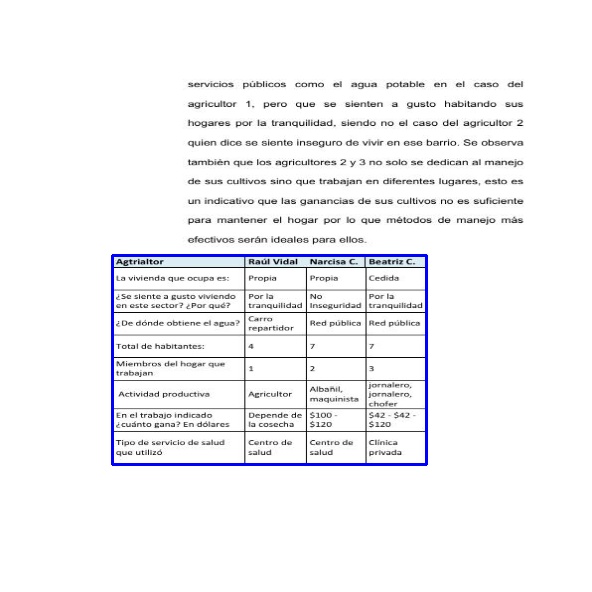 servicios públicos como el agua potable en el caso del
agricultor 1, pero que se sienten a gusto habitando sus
hogares por la tranquilidad, siendo no el caso del agricultor 2
quien dice se siente inseguro de vivir en ese barrio. Se observa
también que los agricultores 2 y 3 no solo se dedican al manejo
de sus cultivos sino que trabajan en diferentes lugares, esto es
un indicativo que las ganancias de sus cultivos no es suficiente
para mantener el hogar por lo que métodos de manejo más
efectivos serán ideales para ellos.
Agtrialtor Raúl Vidal Narcisa C. Beatriz C.
La vivienda que ocupa es: Propia Propia Cedida
¿Se siente a gusto viviendo Por la No Por la
en este sector? ¿Por qué? tranquilidad Inseguridad tranquilidad
¿De dónde obtiene el agua? Carro repartidor Red pública Red pública
Total de habitantes: 4 7 7
Miembros del hogar que
trabajan 1 2 3
Actividad productiva Agricultor Albañil, maquinista jornalero, jornalero, chofer
En el trabajo indicado Depende de $100 - $42 - $42 -
¿cuánto gana? En dólares la cosecha $120 $120
Tipo de servicio de salud Centro de Centro de Clínica
que utilizó salud salud privada